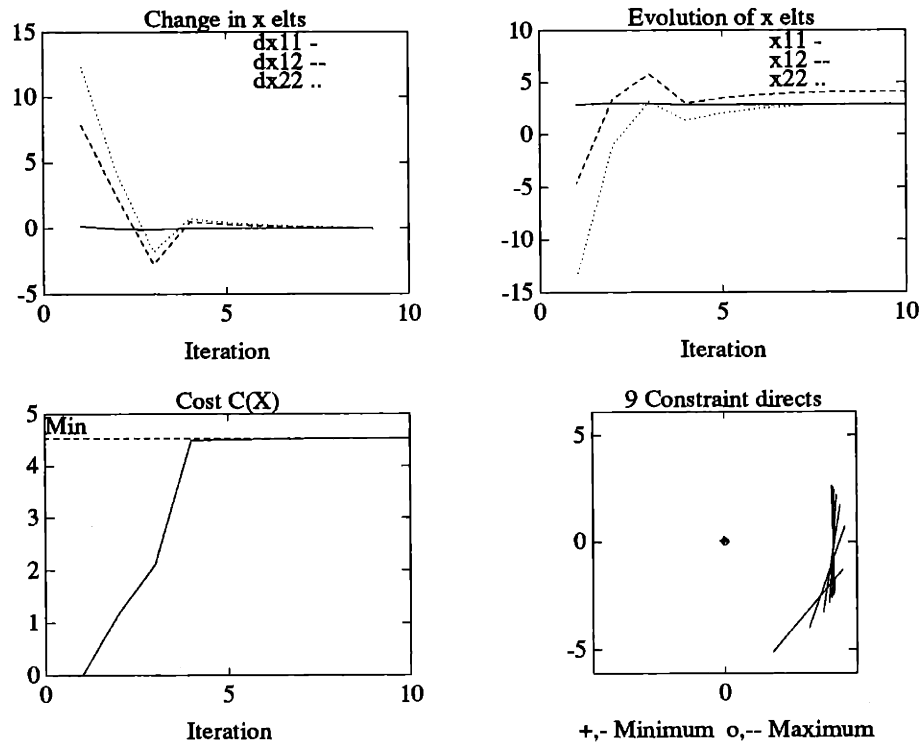 Change in x elts
dx11 -
dx12 --
dx22 ..
15
10
5
0
-5
0
5
10
Iteration
Evolution of x elts
x11 -
x12 --
x22 ..
10
5
0
-5
-10
-15
0
5
10
Iteration
Cost C(X)
Min
5
4
3
2
1
0
0
5
10
Iteration
9 Constraint directs
5
0
-5
0
+,- Minimum o,-- Maximum